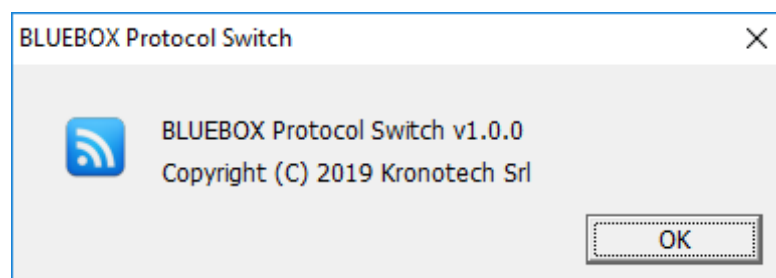 BLUEBOX Protocol Switch
BLUEBOX Protocol Switch v1.0.0
Copyright (C) 2019 Kronotech Srl
OK